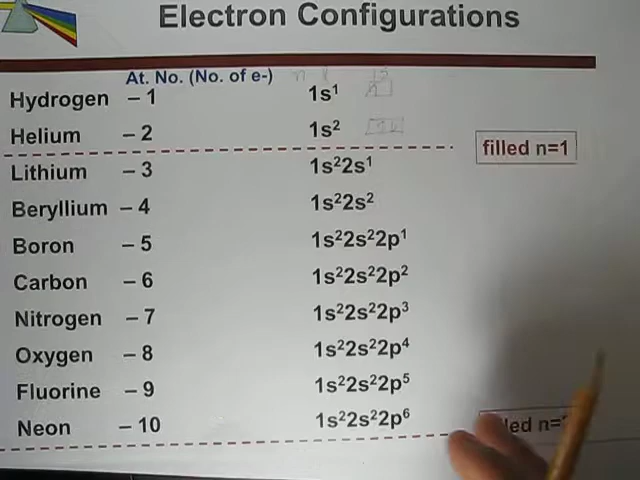 Electron Configurations
At. No. (No. of e-)
Hydrogen – 1 1s¹
Helium – 2 1s²
filled n=1
Lithium – 3 1s²2s¹
Beryllium – 4 1s²2s²
Boron – 5 1s²2s²2p¹
Carbon – 6 1s²2s²2p²
Nitrogen – 7 1s²2s²2p³
Oxygen – 8 1s²2s²2p⁴
Fluorine – 9 1s²2s²2p⁵
Neon – 10 1s²2s²2p⁶